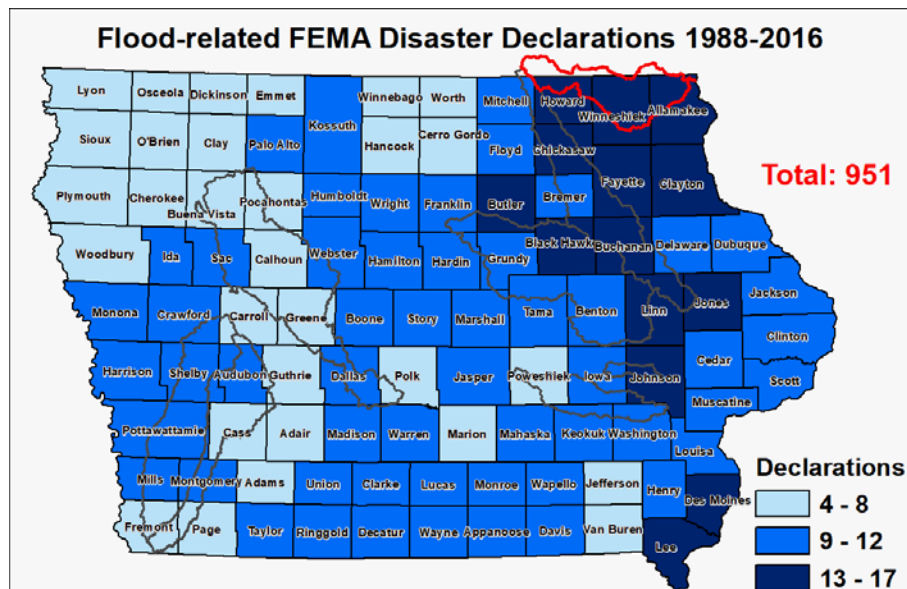 Flood-related FEMA Disaster Declarations 1988-2016
Lyon Osceola Dickinson Emmet Winnebago Worth Mitchell Howard Winneshiek Allamakee
Kossuth
Sioux O'Brien Clay Palo Alto Hancock Cerro Gordo Floyd Chickasaw
Total: 951
Plymouth Cherokee Buena Vista Pocahontas Humboldt Wright Franklin Butler Bremer Fayette Clayton
Woodbury Ida Sac Calhoun Webster Hamilton Hardin Grundy Black Hawk Buchanan Delaware Dubuque
Monona Crawford Carroll Greene Boone Story Marshall Tama Benton Linn Jones Jackson
Clinton
Harrison Shelby Audubon Guthrie Dallas Polk Jasper Poweshiek Iowa Johnson Cedar Scott
Muscatine
Pottawattamie Cass Adair Madison Warren Marion Mahaska Keokuk Washington Louisa
Mills Montgomery Adams Union Clarke Lucas Monroe Wapello Jefferson Henry Des Moines
Fremont Page Taylor Ringgold Decatur Wayne Appanoose Davis Van Buren Lee
Declarations
4 - 8
9 - 12
13 - 17